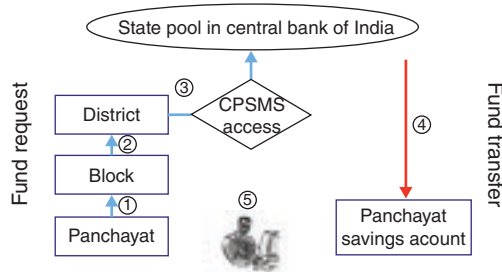 State pool in central bank of India
Fund request
③
District
CPSMS
access
②
Block
①
Panchayat
⑤
④
Fund transfer
Panchayat
savings acount